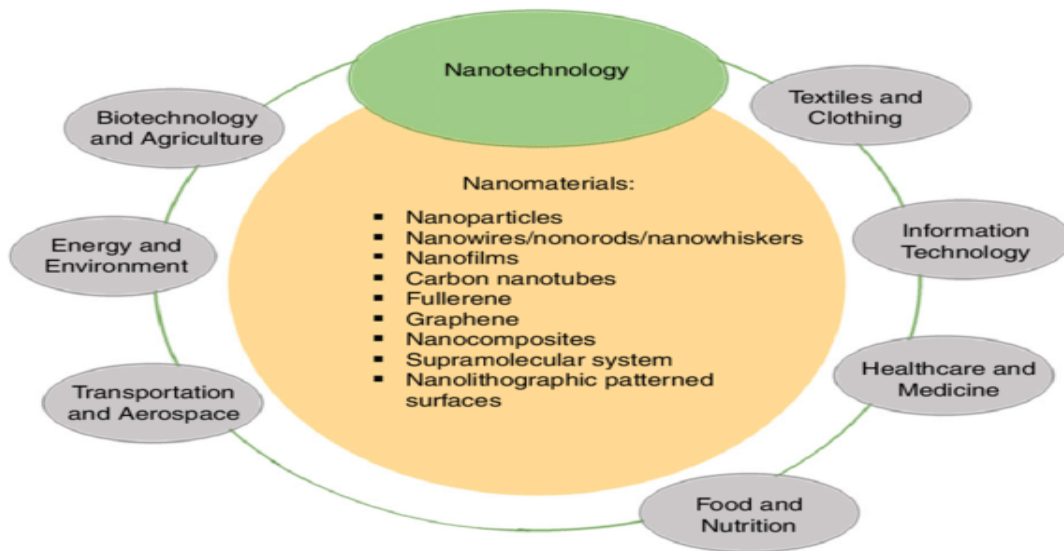 Nanotechnology
Textiles and
Clothing
Information
Technology
Healthcare and
Medicine
Food and
Nutrition
Transportation
and Aerospace
Energy and
Environment
Biotechnology
and Agriculture
Nanomaterials:
▪ Nanoparticles
▪ Nanowires/nonorods/nanowhiskers
▪ Nanofilms
▪ Carbon nanotubes
▪ Fullerene
▪ Graphene
▪ Nanocomposites
▪ Supramolecular system
▪ Nanolithographic patterned
surfaces